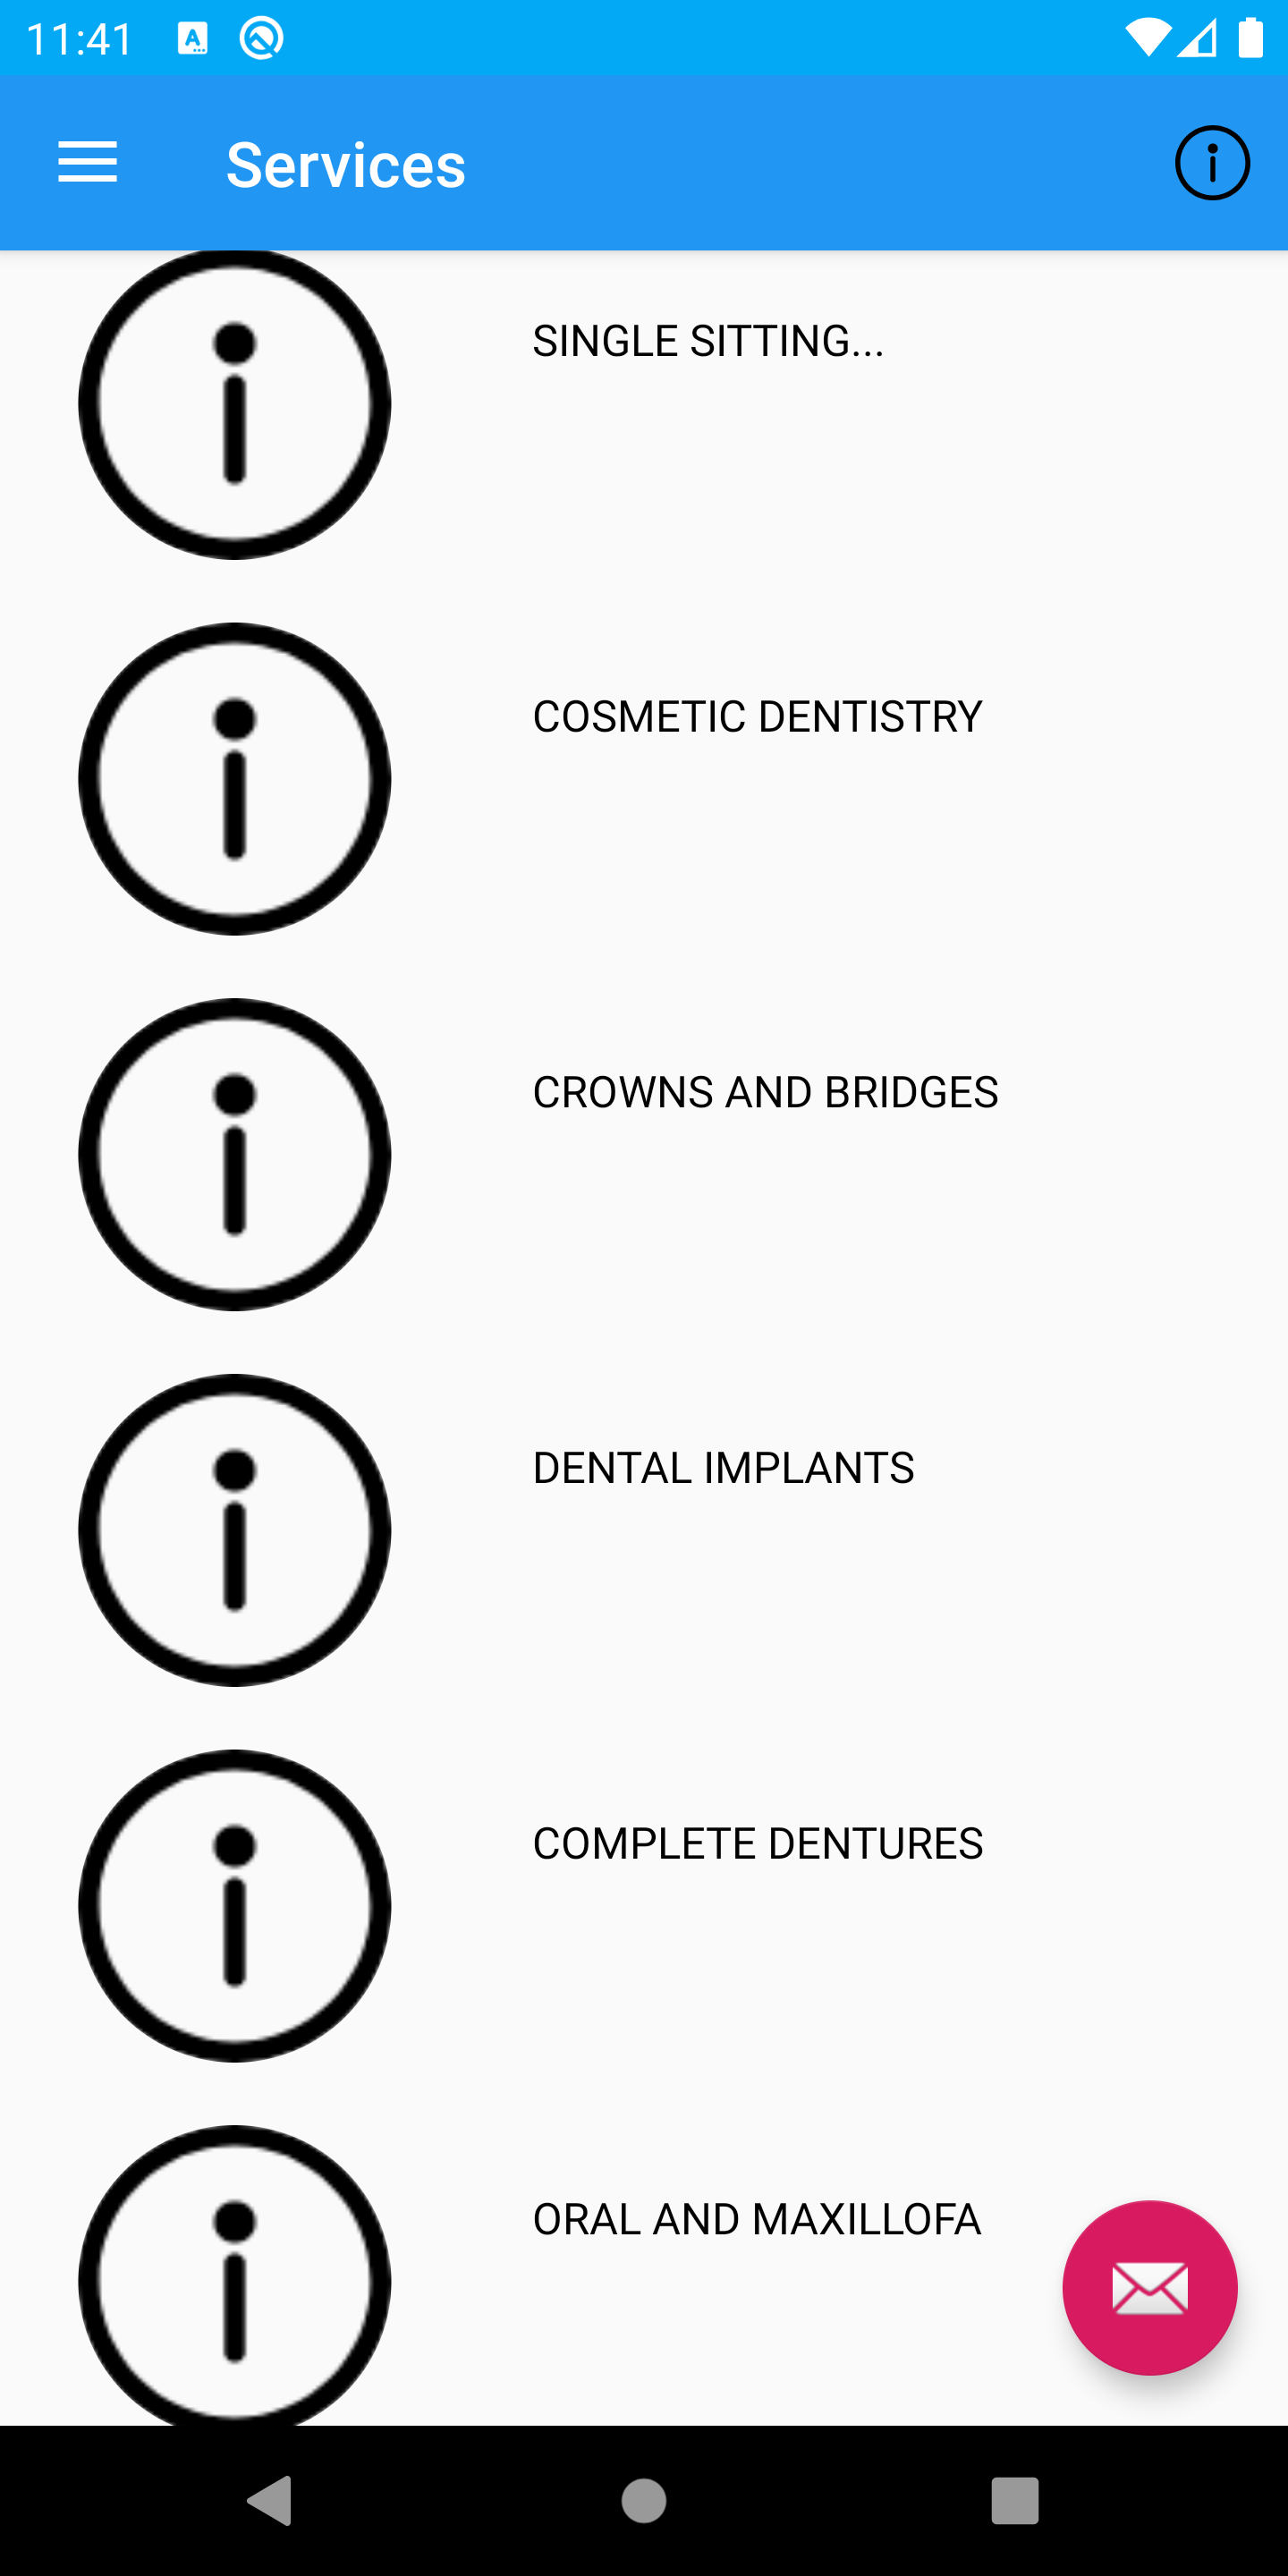 11:41
Services
SINGLE SITTING...
COSMETIC DENTISTRY
CROWNS AND BRIDGES
DENTAL IMPLANTS
COMPLETE DENTURES
ORAL AND MAXILLOFA